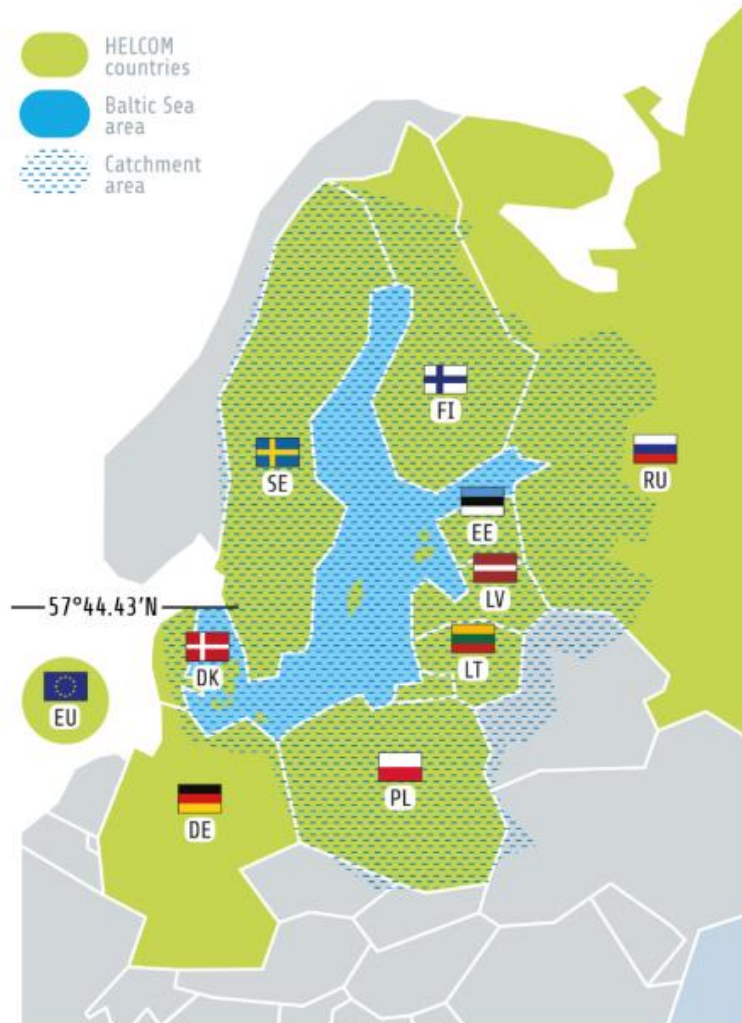 HELCOM
countries
Baltic Sea
area
Catchment
area
FI
SE
RU
EE
LV
57°44.43'N
LT
DK
EU
PL
DE